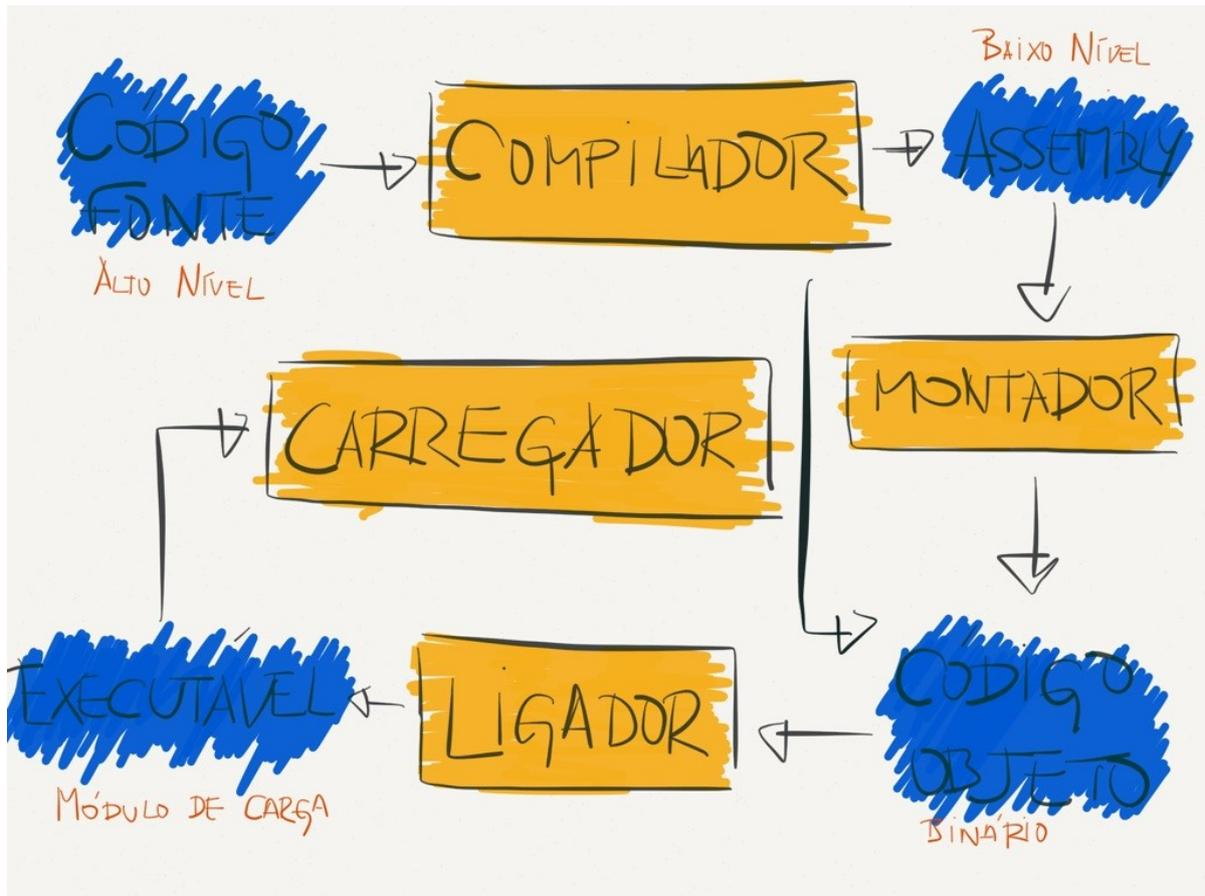 CÓDIGO
FONTE
ALTO NÍVEL
COMPILADOR
BAIXO NÍVEL
ASSEMBLY
MONTADOR
CARREGADOR
CÓDIGO
OBJETO
BINÁRIO
LIGADOR
EXECUTÁVEL
MÓDULO DE CARGA